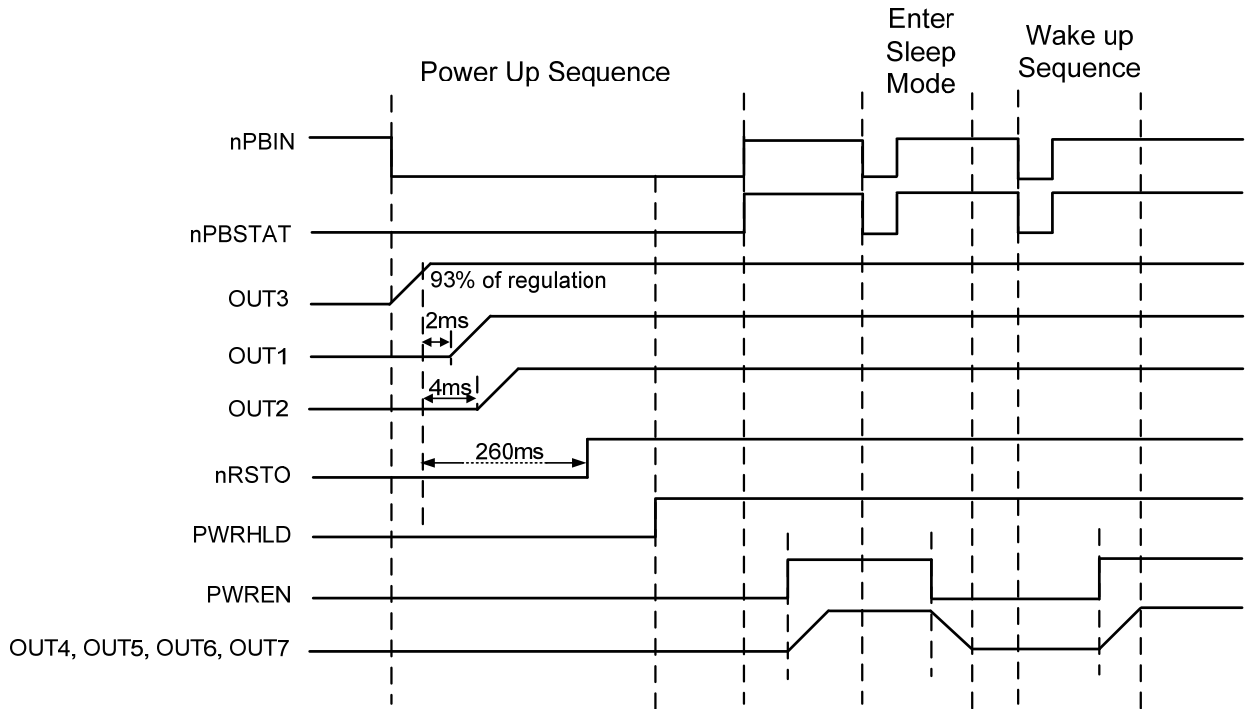 Power Up Sequence
Enter
Sleep
Mode
Wake up
Sequence
nPBIN
nPBSTAT
OUT3
93% of regulation
OUT1
2ms
OUT2
4ms
nRSTO
260ms
PWRHLD
PWREN
OUT4, OUT5, OUT6, OUT7